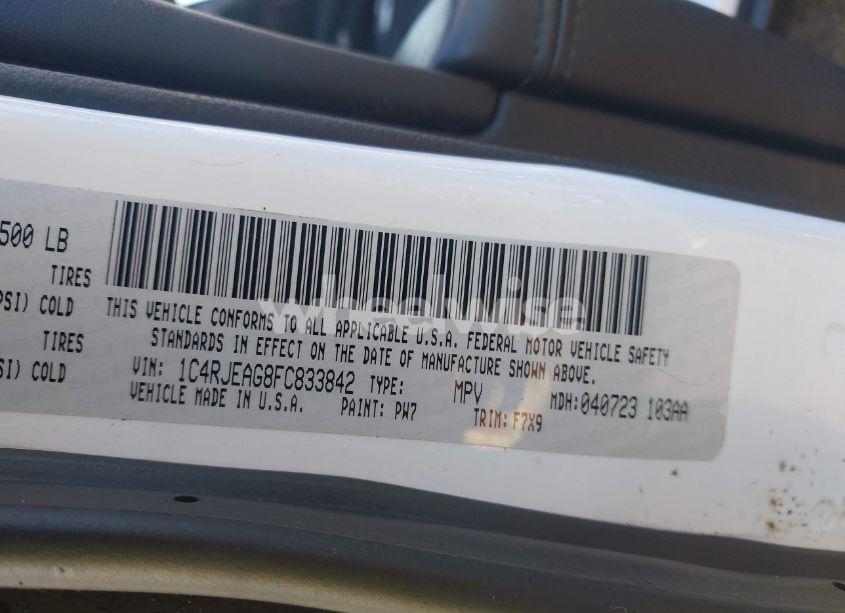 500 LB
TIRES
PSI) COLD
TIRES
SI) COLD
THIS VEHICLE CONFORMS TO ALL APPLICABLE U.S.A. FEDERAL MOTOR VEHICLE SAFETY
STANDARDS IN EFFECT ON THE DATE OF MANUFACTURE SHOWN ABOVE.
VIN: 1C4RJEAG8FC833842 TYPE: MPV MDH:040723 103AA
VEHICLE MADE IN U.S.A. PAINT: PW7 TRIM: F7X9
wheelwise